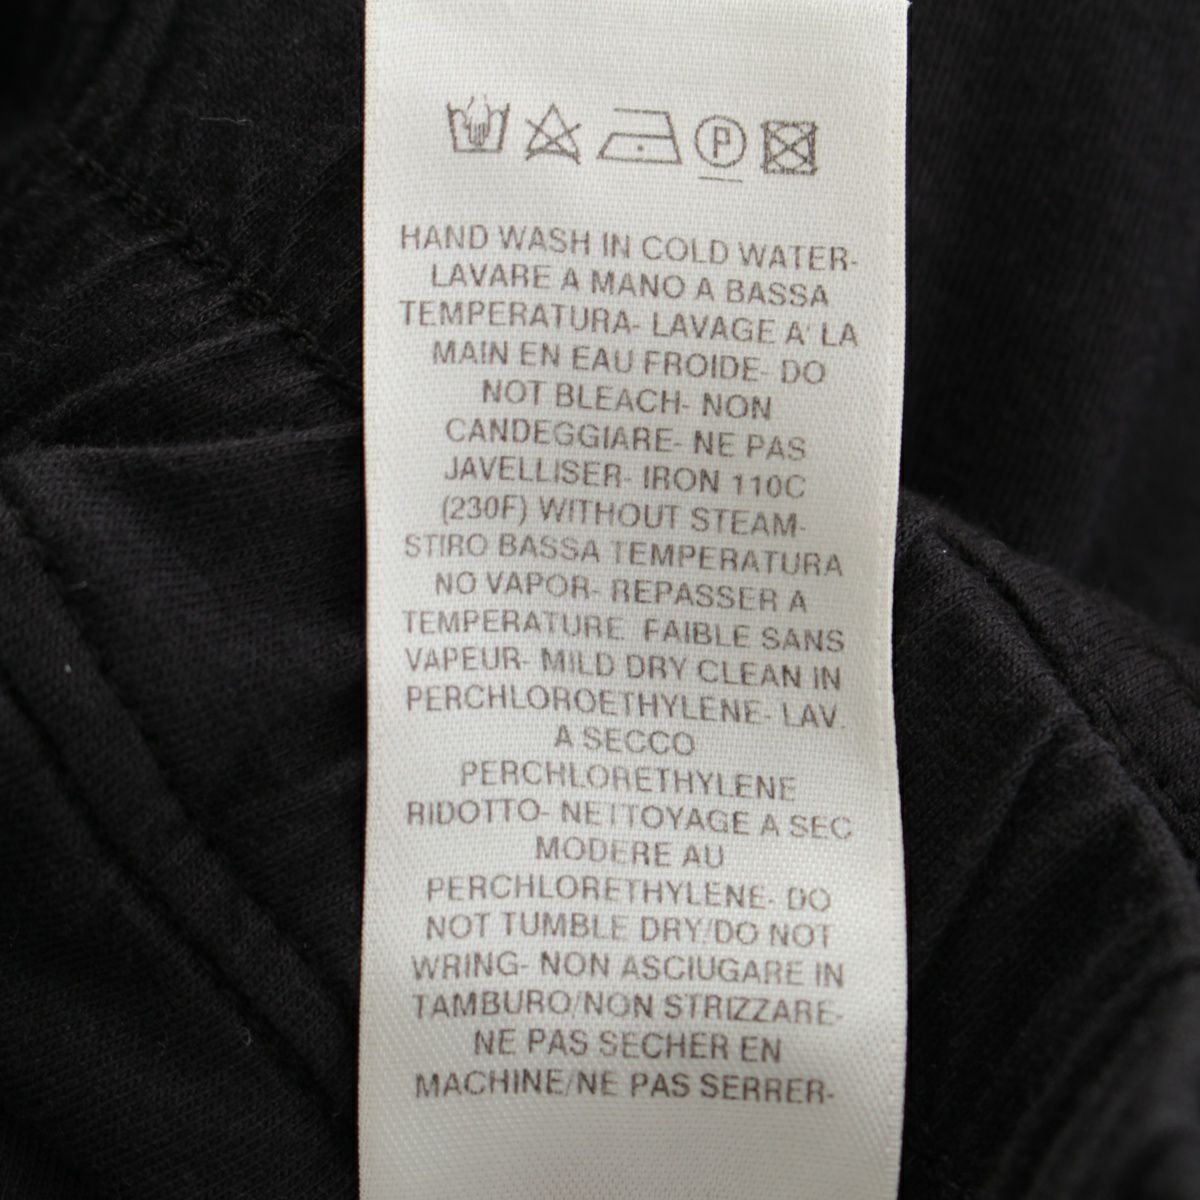 P
HAND WASH IN COLD WATER-
LAVARE A MANO A BASSA
TEMPERATURA- LAVAGE A' LA
MAIN EN EAU FROIDE- DO
NOT BLEACH- NON
CANDEGGIARE- NE PAS
JAVELLISER- IRON 110C
(230F) WITHOUT STEAM-
STIRO BASSA TEMPERATURA
NO VAPOR- REPASSER A
TEMPERATURE FAIBLE SANS
VAPEUR- MILD DRY CLEAN IN
PERCHLOROETHYLENE- LAV.
A SECCO
PERCHLORETHYLENE
RIDOTTO- NETTOYAGE A SEC
MODERE AU
PERCHLORETHYLENE- DO
NOT TUMBLE DRY/DO NOT
WRING- NON ASCIUGARE IN
TAMBURO/NON STRIZZARE-
NE PAS SECHER EN
MACHINE/NE PAS SERRER-